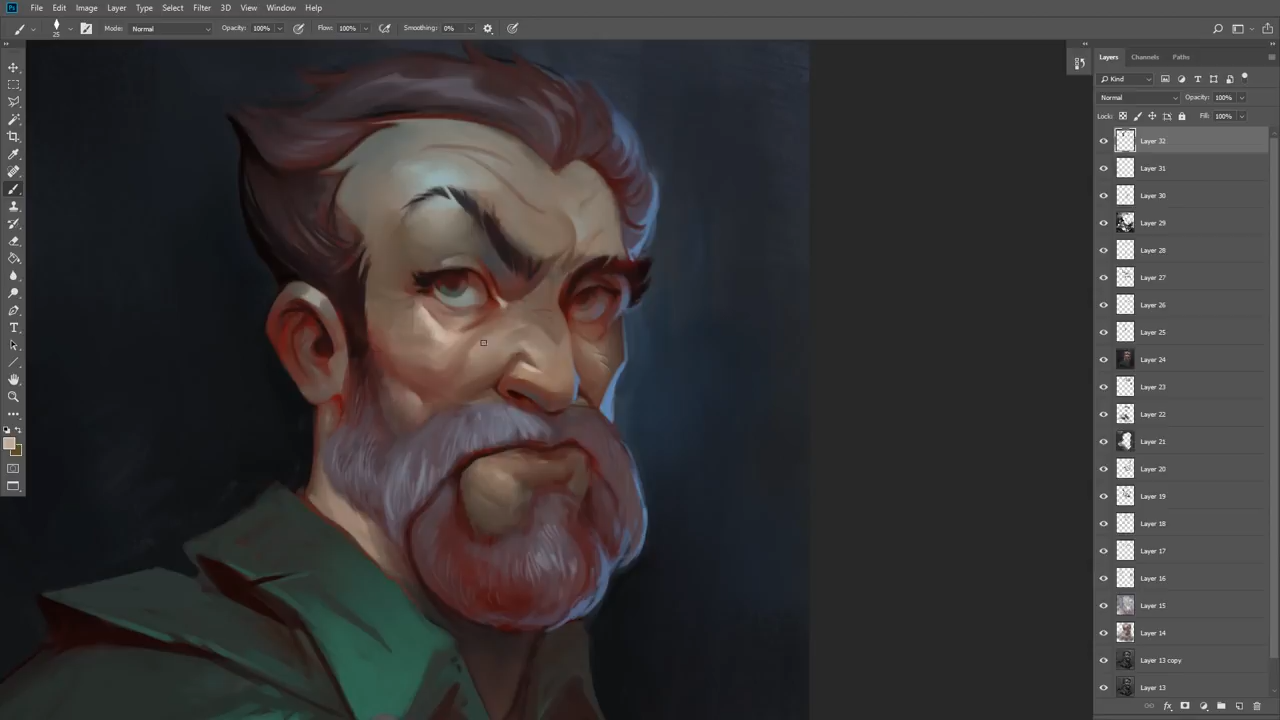 Ps File Edit Image Layer Type Select Filter 3D View Window Help
25 Mode: Normal Opacity: 100% Flow: 100% Smoothing: 0%
Layers Channels Paths
Kind
Normal Opacity: 100%
Lock: Fill: 100%
Layer 32
Layer 31
Layer 30
Layer 29
Layer 28
Layer 27
Layer 26
Layer 25
Layer 24
Layer 23
Layer 22
Layer 21
Layer 20
Layer 19
Layer 18
Layer 17
Layer 16
Layer 15
Layer 14
Layer 13 copy
Layer 13